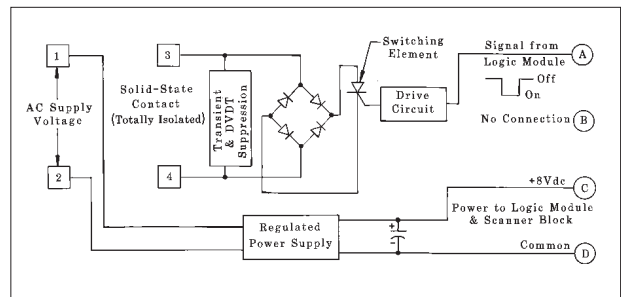 1
3
Switching
Element
Signal from
Logic Module
A
Off
On
Solid-State
Contact
(Totally Isolated)
Transient
& DVDT
Suppression
Drive
Circuit
AC Supply
Voltage
No Connection
B
2
4
+8Vdc
C
Regulated
Power Supply
+
-
Power to Logic Module
& Scanner Block
Common
D